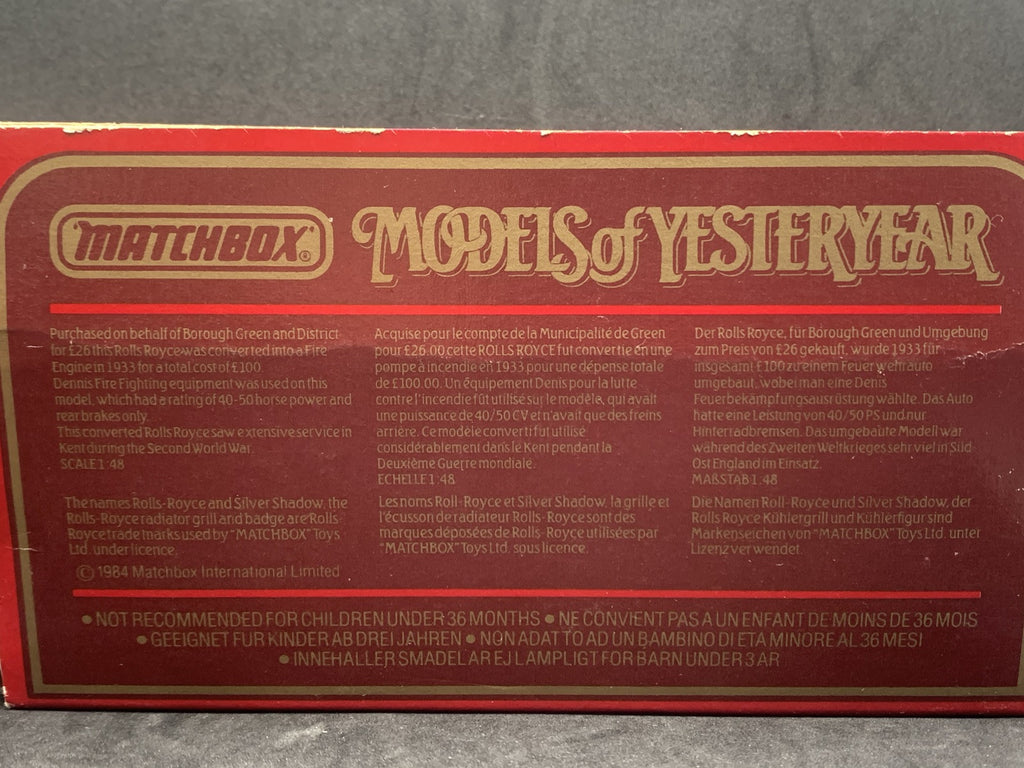 MATCHBOX ®
MODELS of YESTERYEAR
Purchased on behalf of Borough Green and District
for £26 this Rolls Royce was converted into a Fire
Engine in 1933 for a total cost of £100.
Dennis Fire Fighting equipment was used on this
model, which had a rating of 40-50 horse power and
rear brakes only.
This converted Rolls Royce saw extensive service in
Kent during the Second World War.
SCALE 1:48
The names Rolls-Royce and Silver Shadow, the
Rolls-Royce radiator grill and badge are Rolls-
Royce trade marks used by "MATCHBOX" Toys
Ltd. under licence.
© 1984 Matchbox International Limited
Acquise pour le compte de la Municipalité de Green
pour £26.00 cette ROLLS ROYCE fut convertie en une
pompe à incendie en 1933 pour une dépense totale
de £100.00. Un équipement Denis pour la lutte
contre l'incendie fût utilisé sur le modèle, qui avait
une puissance de 40/50 CV et n'avait que des freins
arrière. Ce modèle converti fut utilisé
considérablement dans le Kent pendant la
Deuxième Guerre mondiale.
ECHELLE 1:48
Les noms Roll-Royce et Silver Shadow, la grille et
l'écusson de radiateur Rolls-Royce sont des
marques déposées de Rolls-Royce utilisées par
"MATCHBOX" Toys Ltd. sous licence.
Der Rolls Royce, für Borough Green und Umgebung
zum Preis von £26 gekauft, wurde 1933 für
insgesamt £100 zu einem Feuerwehrauto
umgebaut, wobei man eine Denis
Feuerbekämpfungsausrüstung wählte. Das Auto
hatte eine Leistung von 40/50 PS und nur
Hinterradbremsen. Das umgebaute Modell war
während des Zweiten Weltkrieges sehr viel in Süd-
Ost England im Einsatz.
MAßSTAB 1:48
Die Namen Roll-Royce und Silver Shadow, der
Rolls Royce Kühlergrill und Kühlerfigur sind
Markenzeichen von "MATCHBOX" Toys Ltd. unter
Lizenz verwendet.
• NOT RECOMMENDED FOR CHILDREN UNDER 36 MONTHS • NE CONVIENT PAS A UN ENFANT DE MOINS DE 36 MOIS
• GEEIGNET FUR KINDER AB DREI JAHREN • NON ADATTO AD UN BAMBINO DI ETA MINORE AL 36 MESI
• INNEHALLER SMADELAR EJ LAMPLIGT FOR BARN UNDER 3 AR